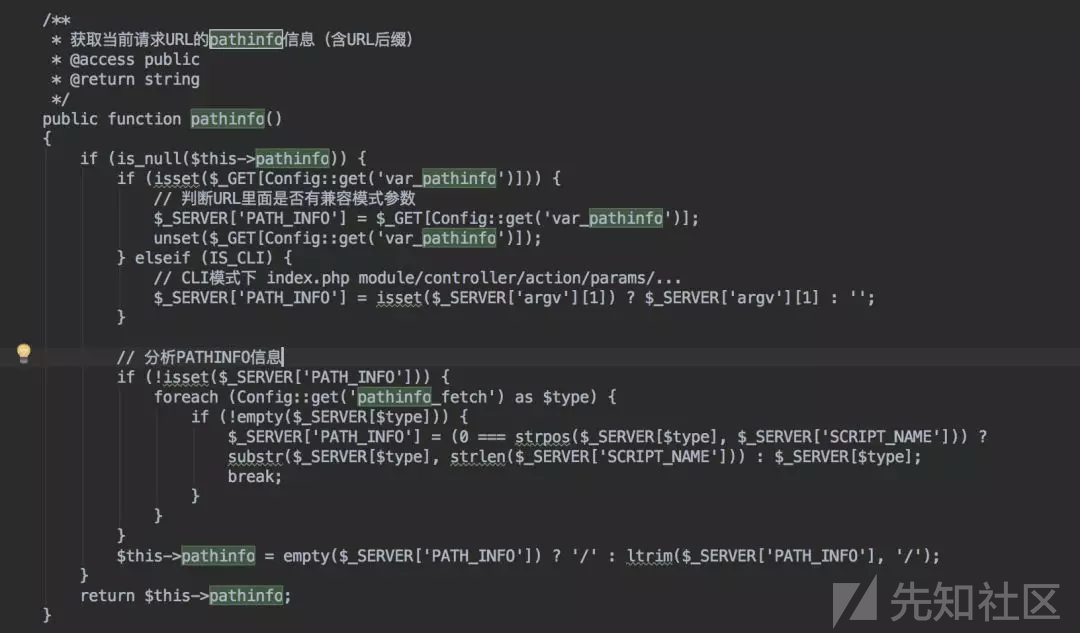 /**
 * 获取当前请求URL的pathinfo信息（含URL后缀）
 * @access public
 * @return string
 */
public function pathinfo()
{
    if (is_null($this->pathinfo)) {
        if (isset($_GET[Config::get('var_pathinfo')])) {
            // 判断URL里面是否有兼容模式参数
            $_SERVER['PATH_INFO'] = $_GET[Config::get('var_pathinfo')];
            unset($_GET[Config::get('var_pathinfo')]);
        } elseif (IS_CLI) {
            // CLI模式下 index.php module/controller/action/params/...
            $_SERVER['PATH_INFO'] = isset($_SERVER['argv'][1]) ? $_SERVER['argv'][1] : '';
        }

        // 分析PATHINFO信息
        if (!isset($_SERVER['PATH_INFO'])) {
            foreach (Config::get('pathinfo_fetch') as $type) {
                if (!empty($_SERVER[$type])) {
                    $_SERVER['PATH_INFO'] = (0 === strpos($_SERVER[$type], $_SERVER['SCRIPT_NAME'])) ?
                    substr($_SERVER[$type], strlen($_SERVER['SCRIPT_NAME'])) : $_SERVER[$type];
                    break;
                }
            }
        }
        $this->pathinfo = empty($_SERVER['PATH_INFO']) ? '/' : ltrim($_SERVER['PATH_INFO'], '/');
    }
    return $this->pathinfo;
}
先知社区